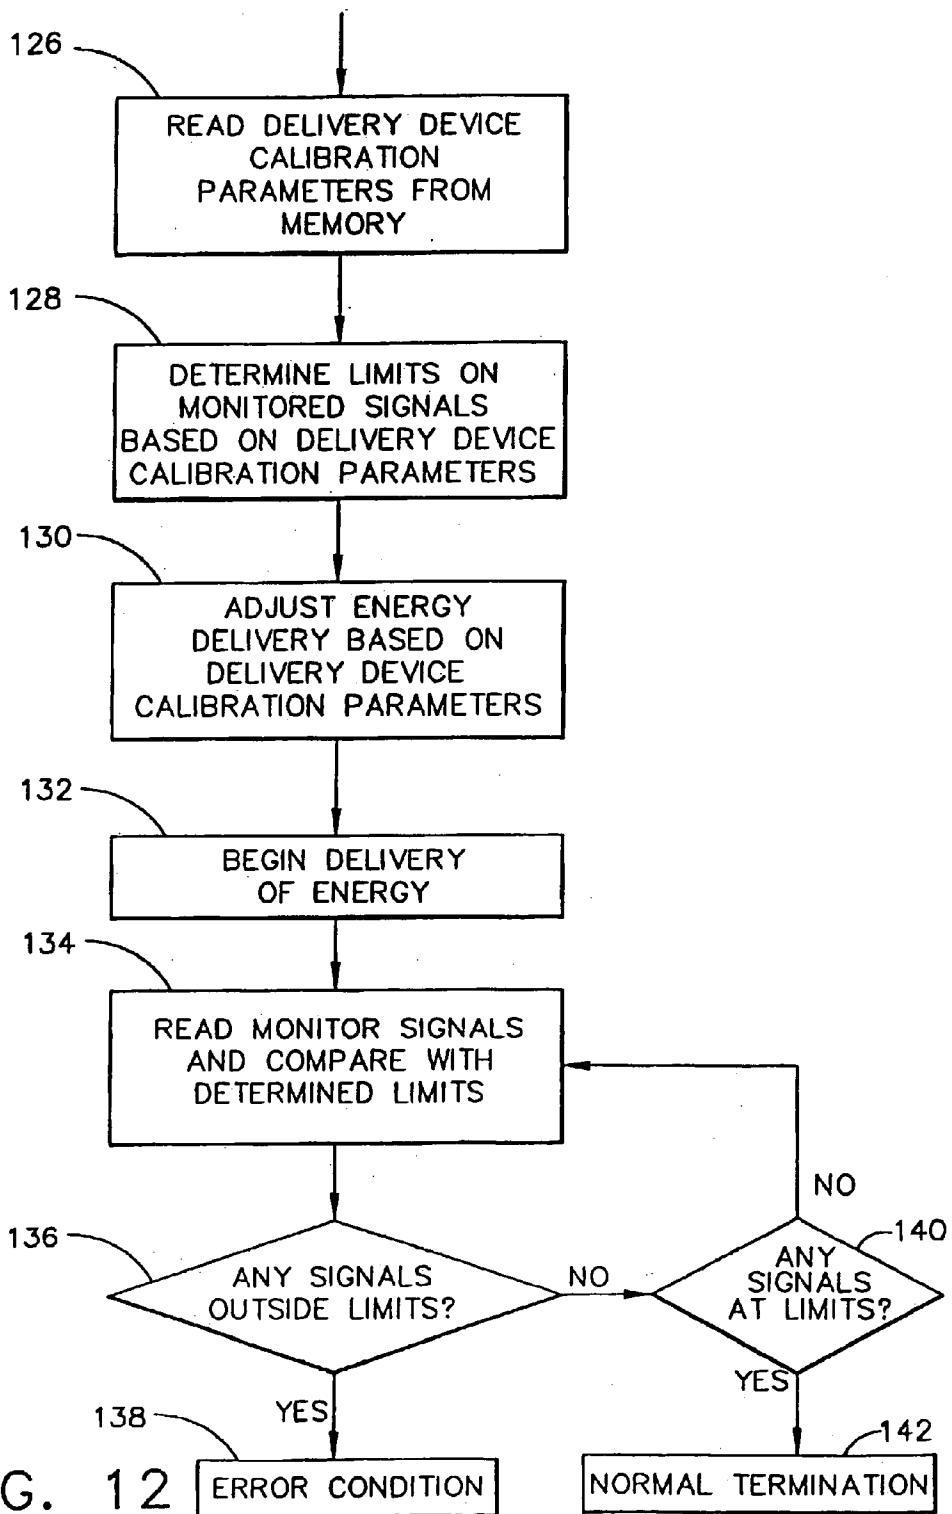 126
READ DELIVERY DEVICE
CALIBRATION
PARAMETERS FROM
MEMORY
128
DETERMINE LIMITS ON
MONITORED SIGNALS
BASED ON DELIVERY DEVICE
CALIBRATION PARAMETERS
130
ADJUST ENERGY
DELIVERY BASED ON
DELIVERY DEVICE
CALIBRATION PARAMETERS
132
BEGIN DELIVERY
OF ENERGY
134
READ MONITOR SIGNALS
AND COMPARE WITH
DETERMINED LIMITS
NO
136
ANY SIGNALS
OUTSIDE LIMITS?
NO
140
ANY
SIGNALS
AT LIMITS?
YES
YES
138
ERROR CONDITION
142
NORMAL TERMINATION
G. 12